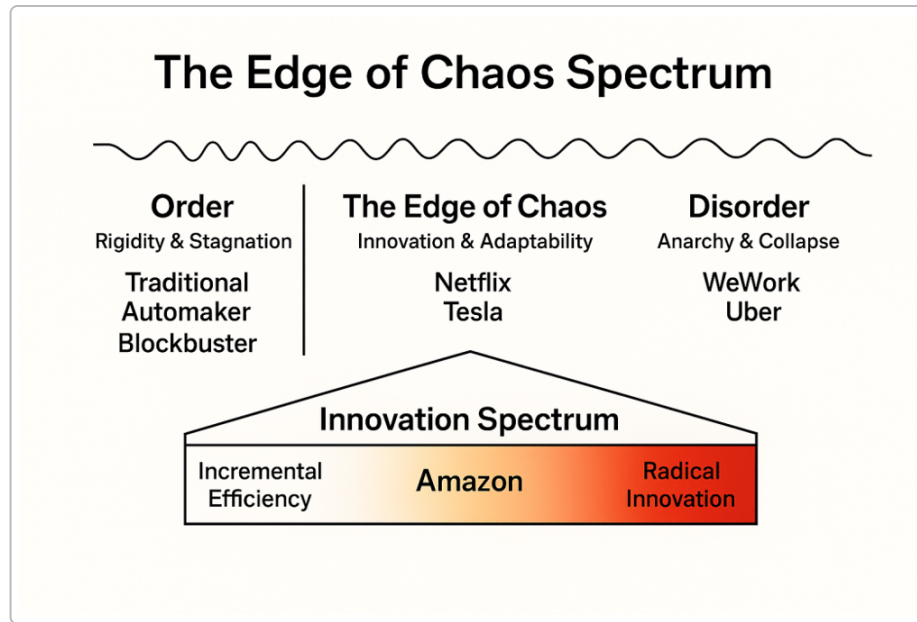 The Edge of Chaos Spectrum
Order
Rigidity & Stagnation
Traditional
Automaker
Blockbuster
The Edge of Chaos
Innovation & Adaptability
Netflix
Tesla
Disorder
Anarchy & Collapse
WeWork
Uber
Innovation Spectrum
Incremental
Efficiency
Amazon
Radical
Innovation